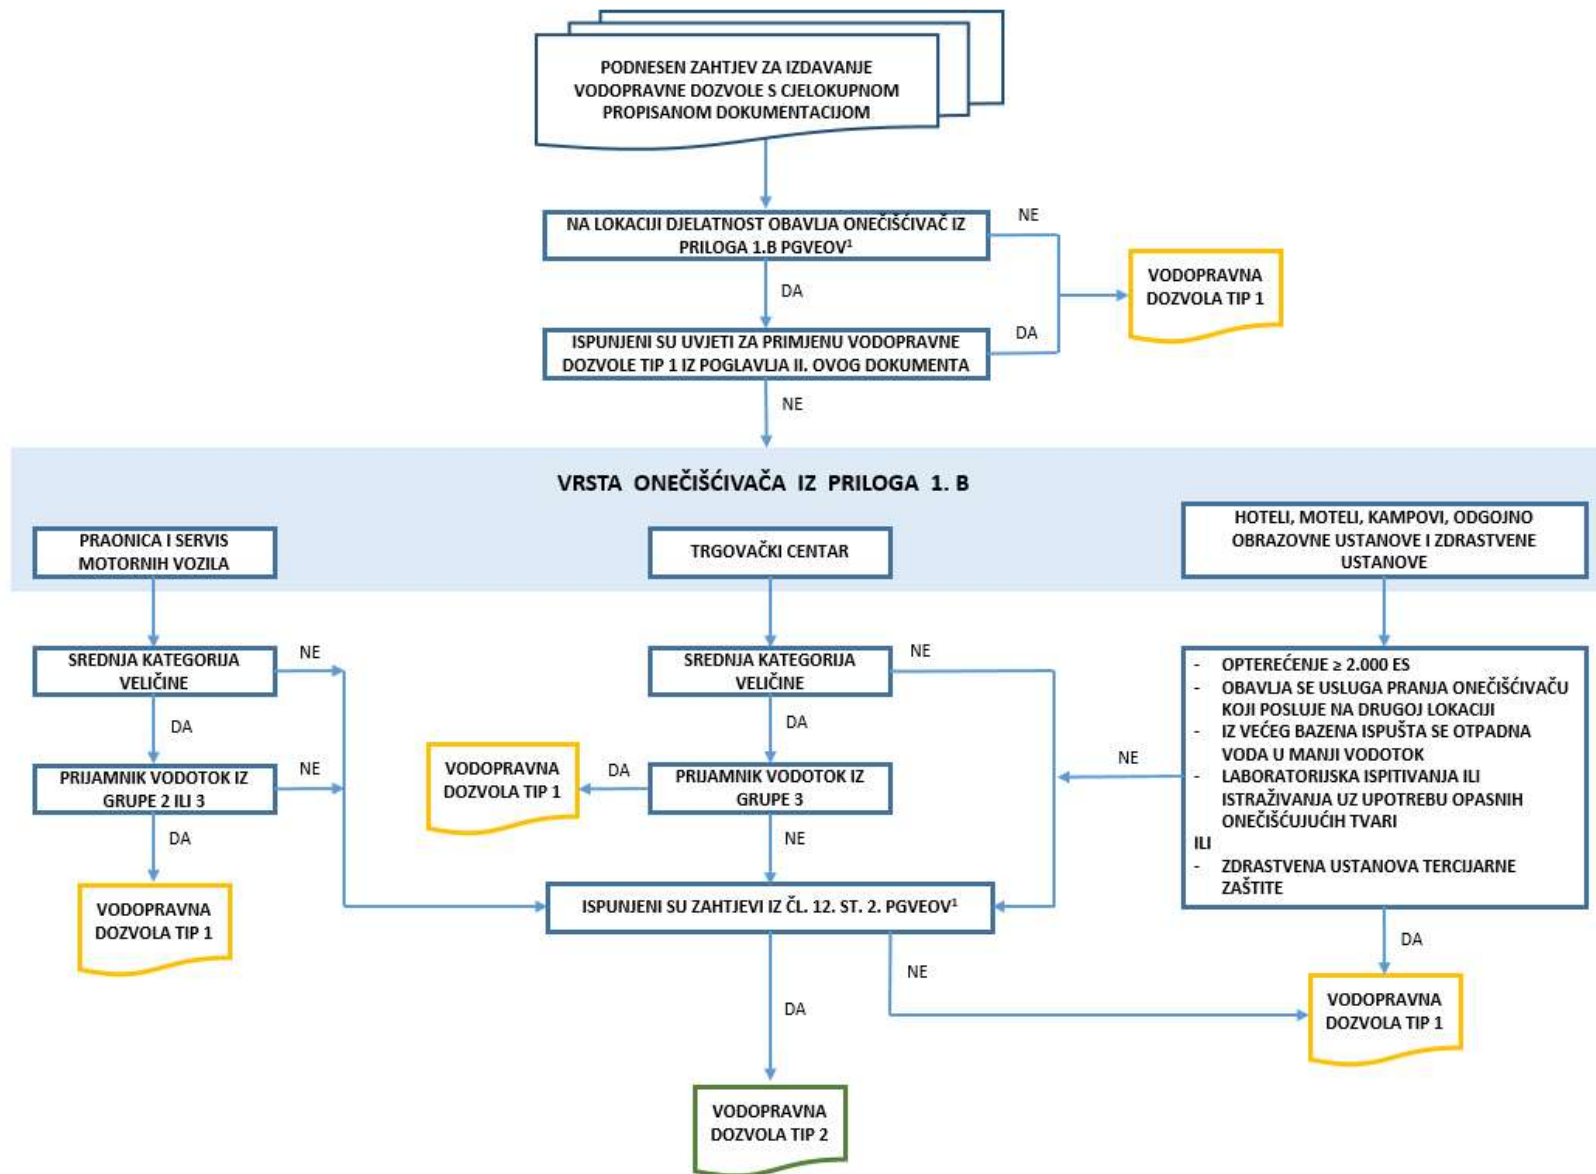 PODNESEN ZAHTJEV ZA IZDAVANJE
VODOPRAVNE DOZVOLE S CJELOKUPNOM
PROPISANOM DOKUMENTACIJOM
NA LOKACIJI DJELATNOST OBAVLJA ONEČIŠĆIVAČ IZ
PRILOGA 1.B PGVEOV¹
NE
VODOPRAVNA
DOZVOLA TIP 1
DA
ISPUNJENI SU UVJETI ZA PRIMJENU VODOPRAVNE
DOZVOLE TIP 1 IZ POGLAVLJA II. OVOG DOKUMENTA
DA
NE
VRSTA ONEČIŠĆIVAČA IZ PRILOGA 1. B
PRAONICA I SERVIS
MOTORNIH VOZILA
TRGOVAČKI CENTAR
HOTELI, MOTELI, KAMPOVI, ODGOJNO
OBRAZOVNE USTANOVE I ZDRASTVENE
USTANOVE
SREDNJA KATEGORIJA
VELIČINE
NE
DA
PRIJAMNIK VODOTOK IZ
GRUPE 2 ILI 3
NE
DA
VODOPRAVNA
DOZVOLA TIP 1
SREDNJA KATEGORIJA
VELIČINE
NE
DA
PRIJAMNIK VODOTOK IZ
GRUPE 3
DA
VODOPRAVNA
DOZVOLA TIP 1
NE
- OPTEREĆENJE ≥ 2.000 ES
- OBAVLJA SE USLUGA PRANJA ONEČIŠĆIVAČU
KOJI POSLUJE NA DRUGOJ LOKACIJI
- IZ VEĆEG BAZENA ISPUŠTA SE OTPADNA
VODA U MANJI VODOTOK
- LABORATORIJSKA ISPITIVANJA ILI
ISTRAŽIVANJA UZ UPOTREBU OPASNIH
ONEČIŠĆUJUĆIH TVARI
ILI
- ZDRASTVENA USTANOVA TERCIJARNE
ZAŠTITE
NE
DA
ISPUNJENI SU ZAHTJEVI IZ ČL. 12. ST. 2. PGVEOV¹
NE
DA
VODOPRAVNA
DOZVOLA TIP 1
VODOPRAVNA
DOZVOLA TIP 2